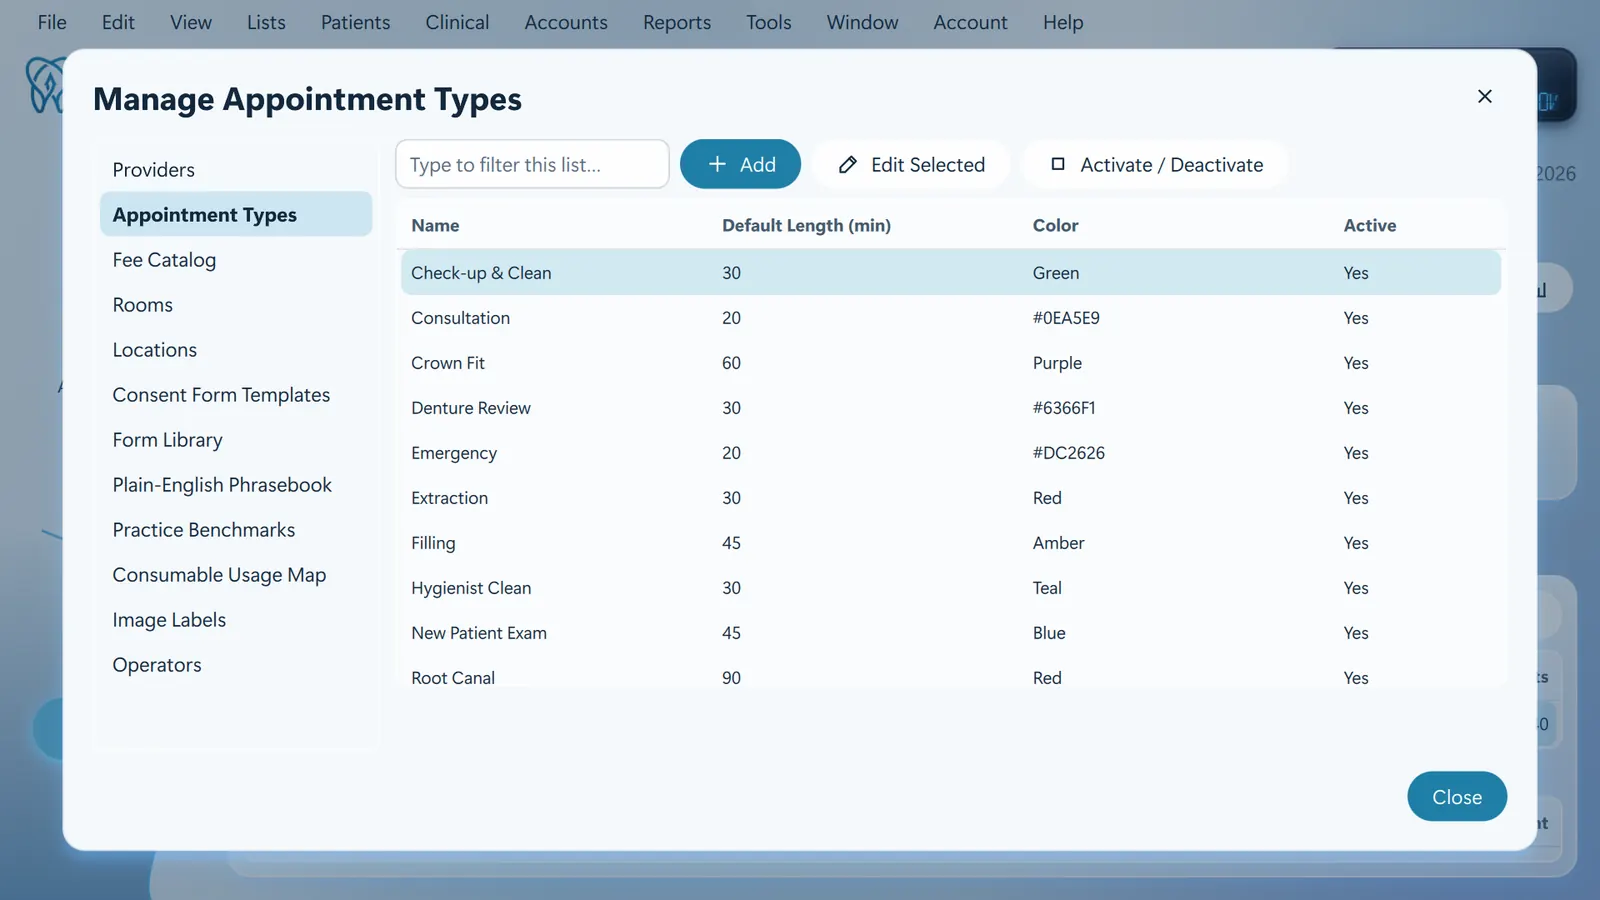 File Edit View Lists Patients Clinical Accounts Reports Tools Window Account Help
Manage Appointment Types
2026
Providers
Appointment Types
Fee Catalog
Rooms
Locations
Consent Form Templates
Form Library
Plain-English Phrasebook
Practice Benchmarks
Consumable Usage Map
Image Labels
Operators
Type to filter this list...
Add
Edit Selected
Activate / Deactivate
Name Default Length (min) Color Active
Check-up & Clean 30 Green Yes
Consultation 20 #0EA5E9 Yes
Crown Fit 60 Purple Yes
Denture Review 30 #6366F1 Yes
Emergency 20 #DC2626 Yes
Extraction 30 Red Yes
Filling 45 Amber Yes
Hygienist Clean 30 Teal Yes
New Patient Exam 45 Blue Yes
Root Canal 90 Red Yes
Close